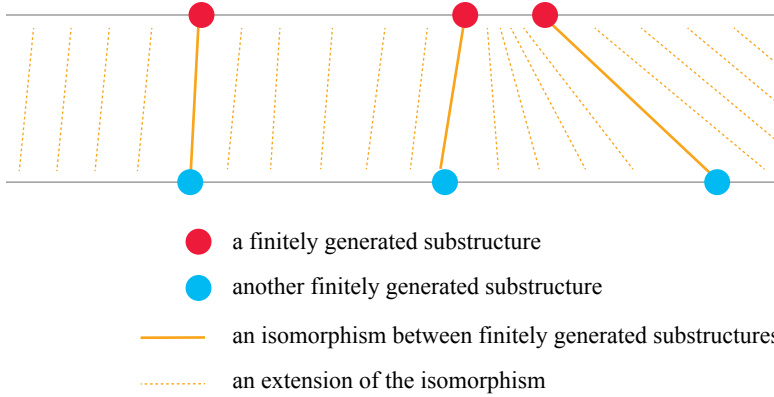 a finitely generated substructure
another finitely generated substructure
an isomorphism between finitely generated substructures
an extension of the isomorphism